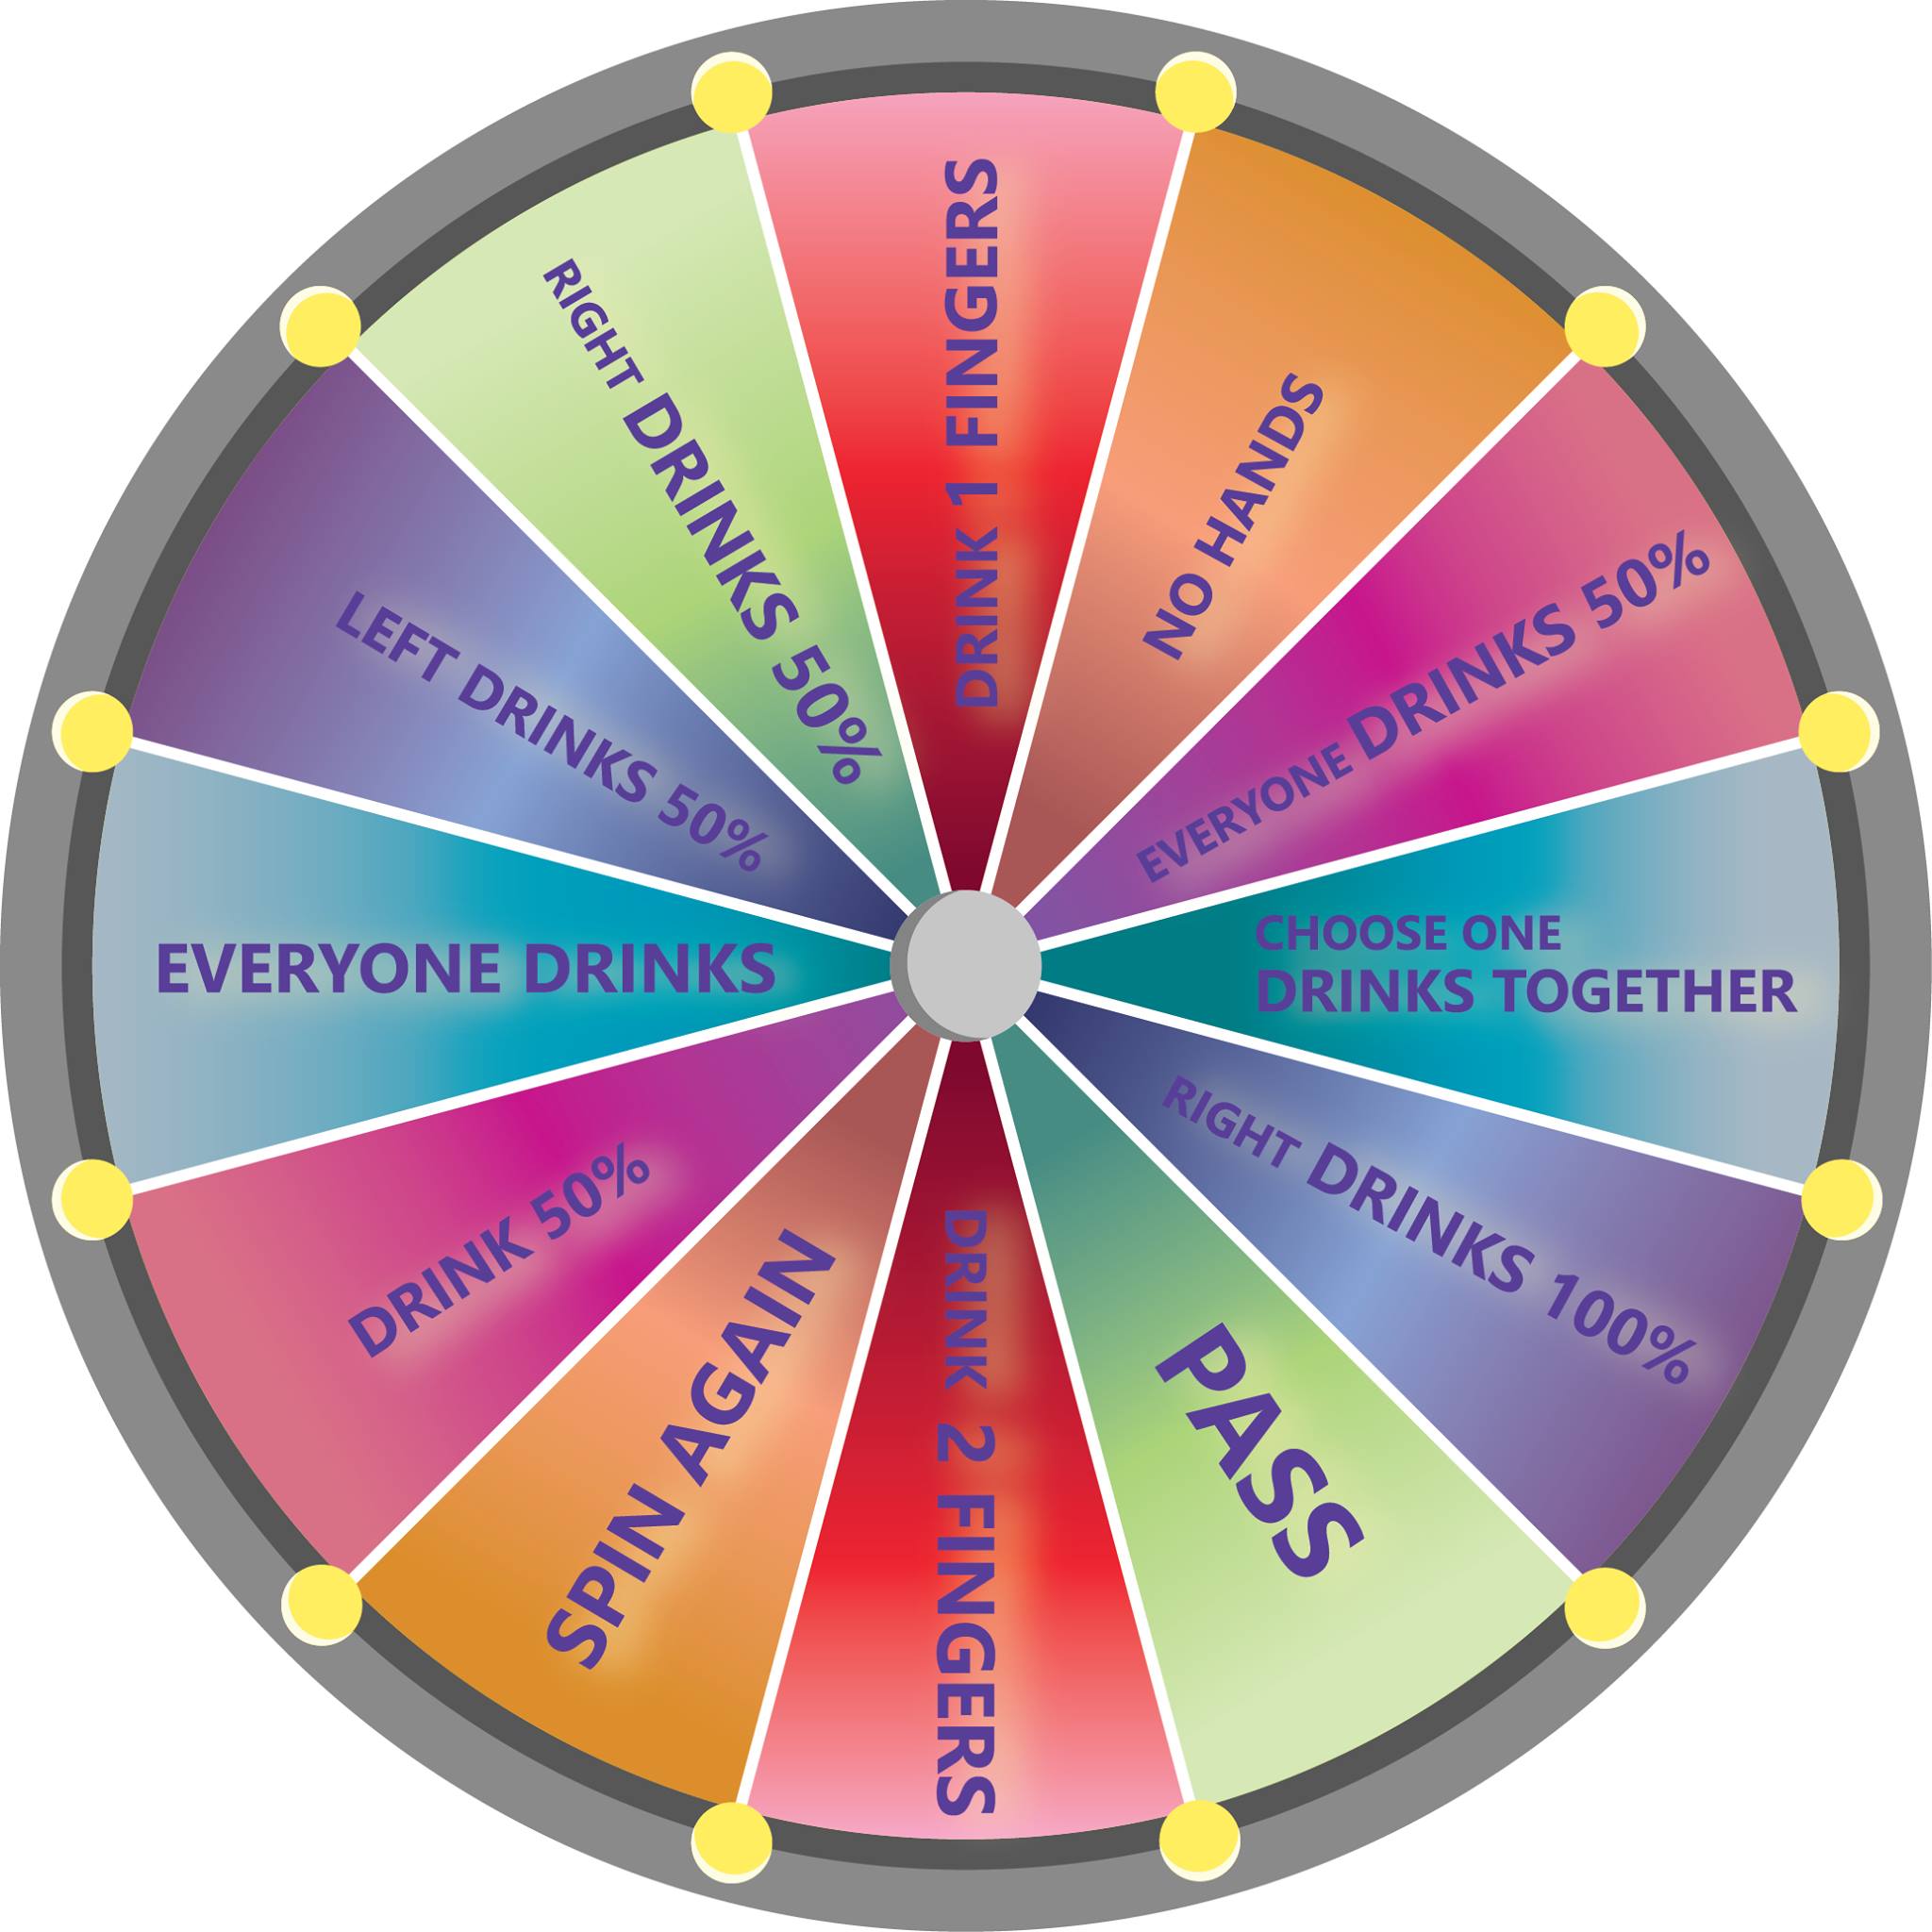 DRINK 1 FINGERS
NO HANDS
EVERYONE DRINKS 50%
CHOOSE ONE
DRINKS TOGETHER
RIGHT DRINKS 100%
PASS
DRINK 2 FINGERS
SPIN AGAIN
DRINK 50%
EVERYONE DRINKS
LEFT DRINKS 50%
RIGHT DRINKS 50%